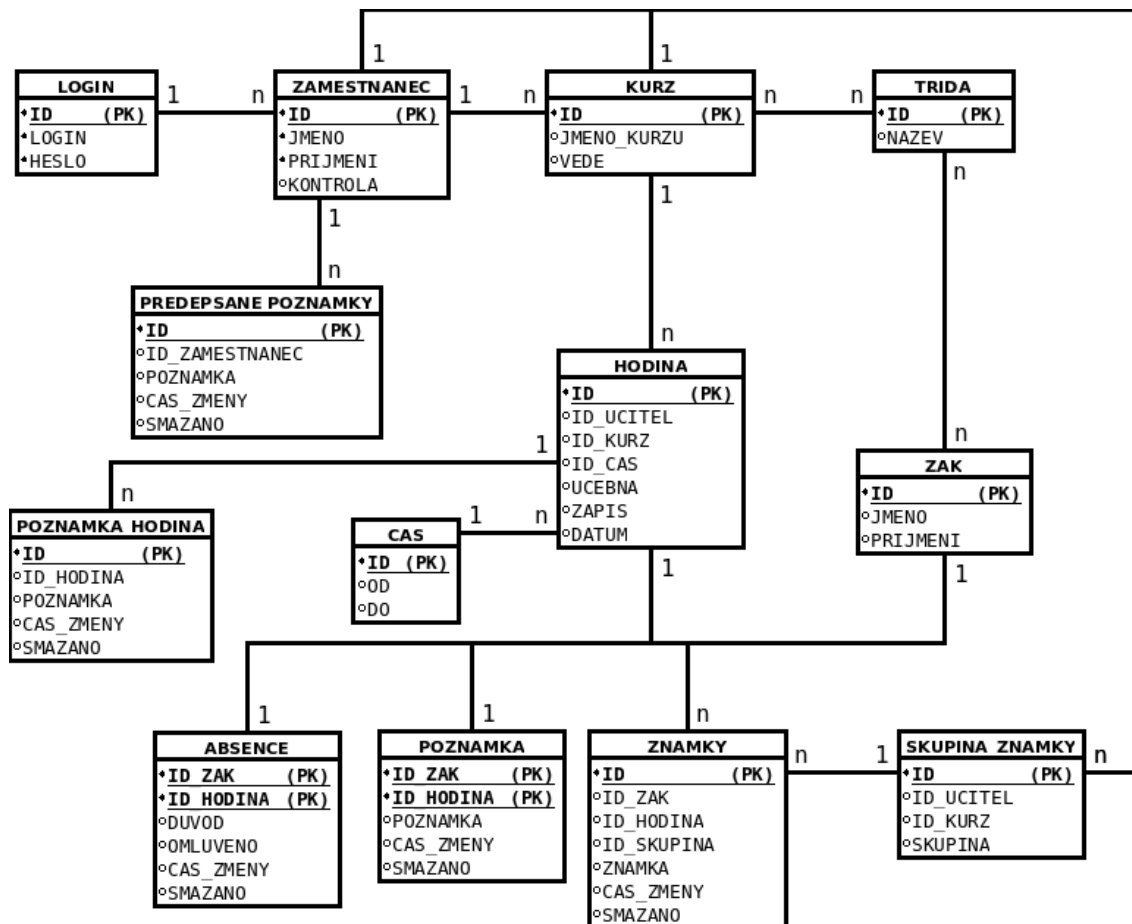 1
1
LOGIN
ID (PK)
LOGIN
HESLO
1
n
ZAMESTNANEC
ID (PK)
JMENO
PRIJMENI
KONTROLA
1
n
KURZ
ID (PK)
JMENO_KURZU
VEDE
n
n
TRIDA
ID (PK)
NAZEV
1
n
1
n
n
n
PREDEPSANE POZNAMKY
ID (PK)
ID_ZAMESTNANEC
POZNAMKA
CAS_ZMENY
SMAZANO
HODINA
ID (PK)
ID_UCITEL
ID_KURZ
ID_CAS
UCEBNA
ZAPIS
DATUM
ZAK
ID (PK)
JMENO
PRIJMENI
1
n
POZNAMKA HODINA
ID (PK)
ID_HODINA
POZNAMKA
CAS_ZMENY
SMAZANO
1
n
CAS
ID (PK)
OD
DO
1
1
1
1
n
ABSENCE
ID_ZAK (PK)
ID_HODINA (PK)
DUVOD
OMLUVENO
CAS_ZMENY
SMAZANO
POZNAMKA
ID_ZAK (PK)
ID_HODINA (PK)
POZNAMKA
CAS_ZMENY
SMAZANO
ZNAMKY
ID (PK)
ID_ZAK
ID_HODINA
ID_SKUPINA
ZNAMKA
CAS_ZMENY
SMAZANO
n
1
SKUPINA ZNAMKY
ID (PK)
ID_UCITEL
ID_KURZ
SKUPINA
n